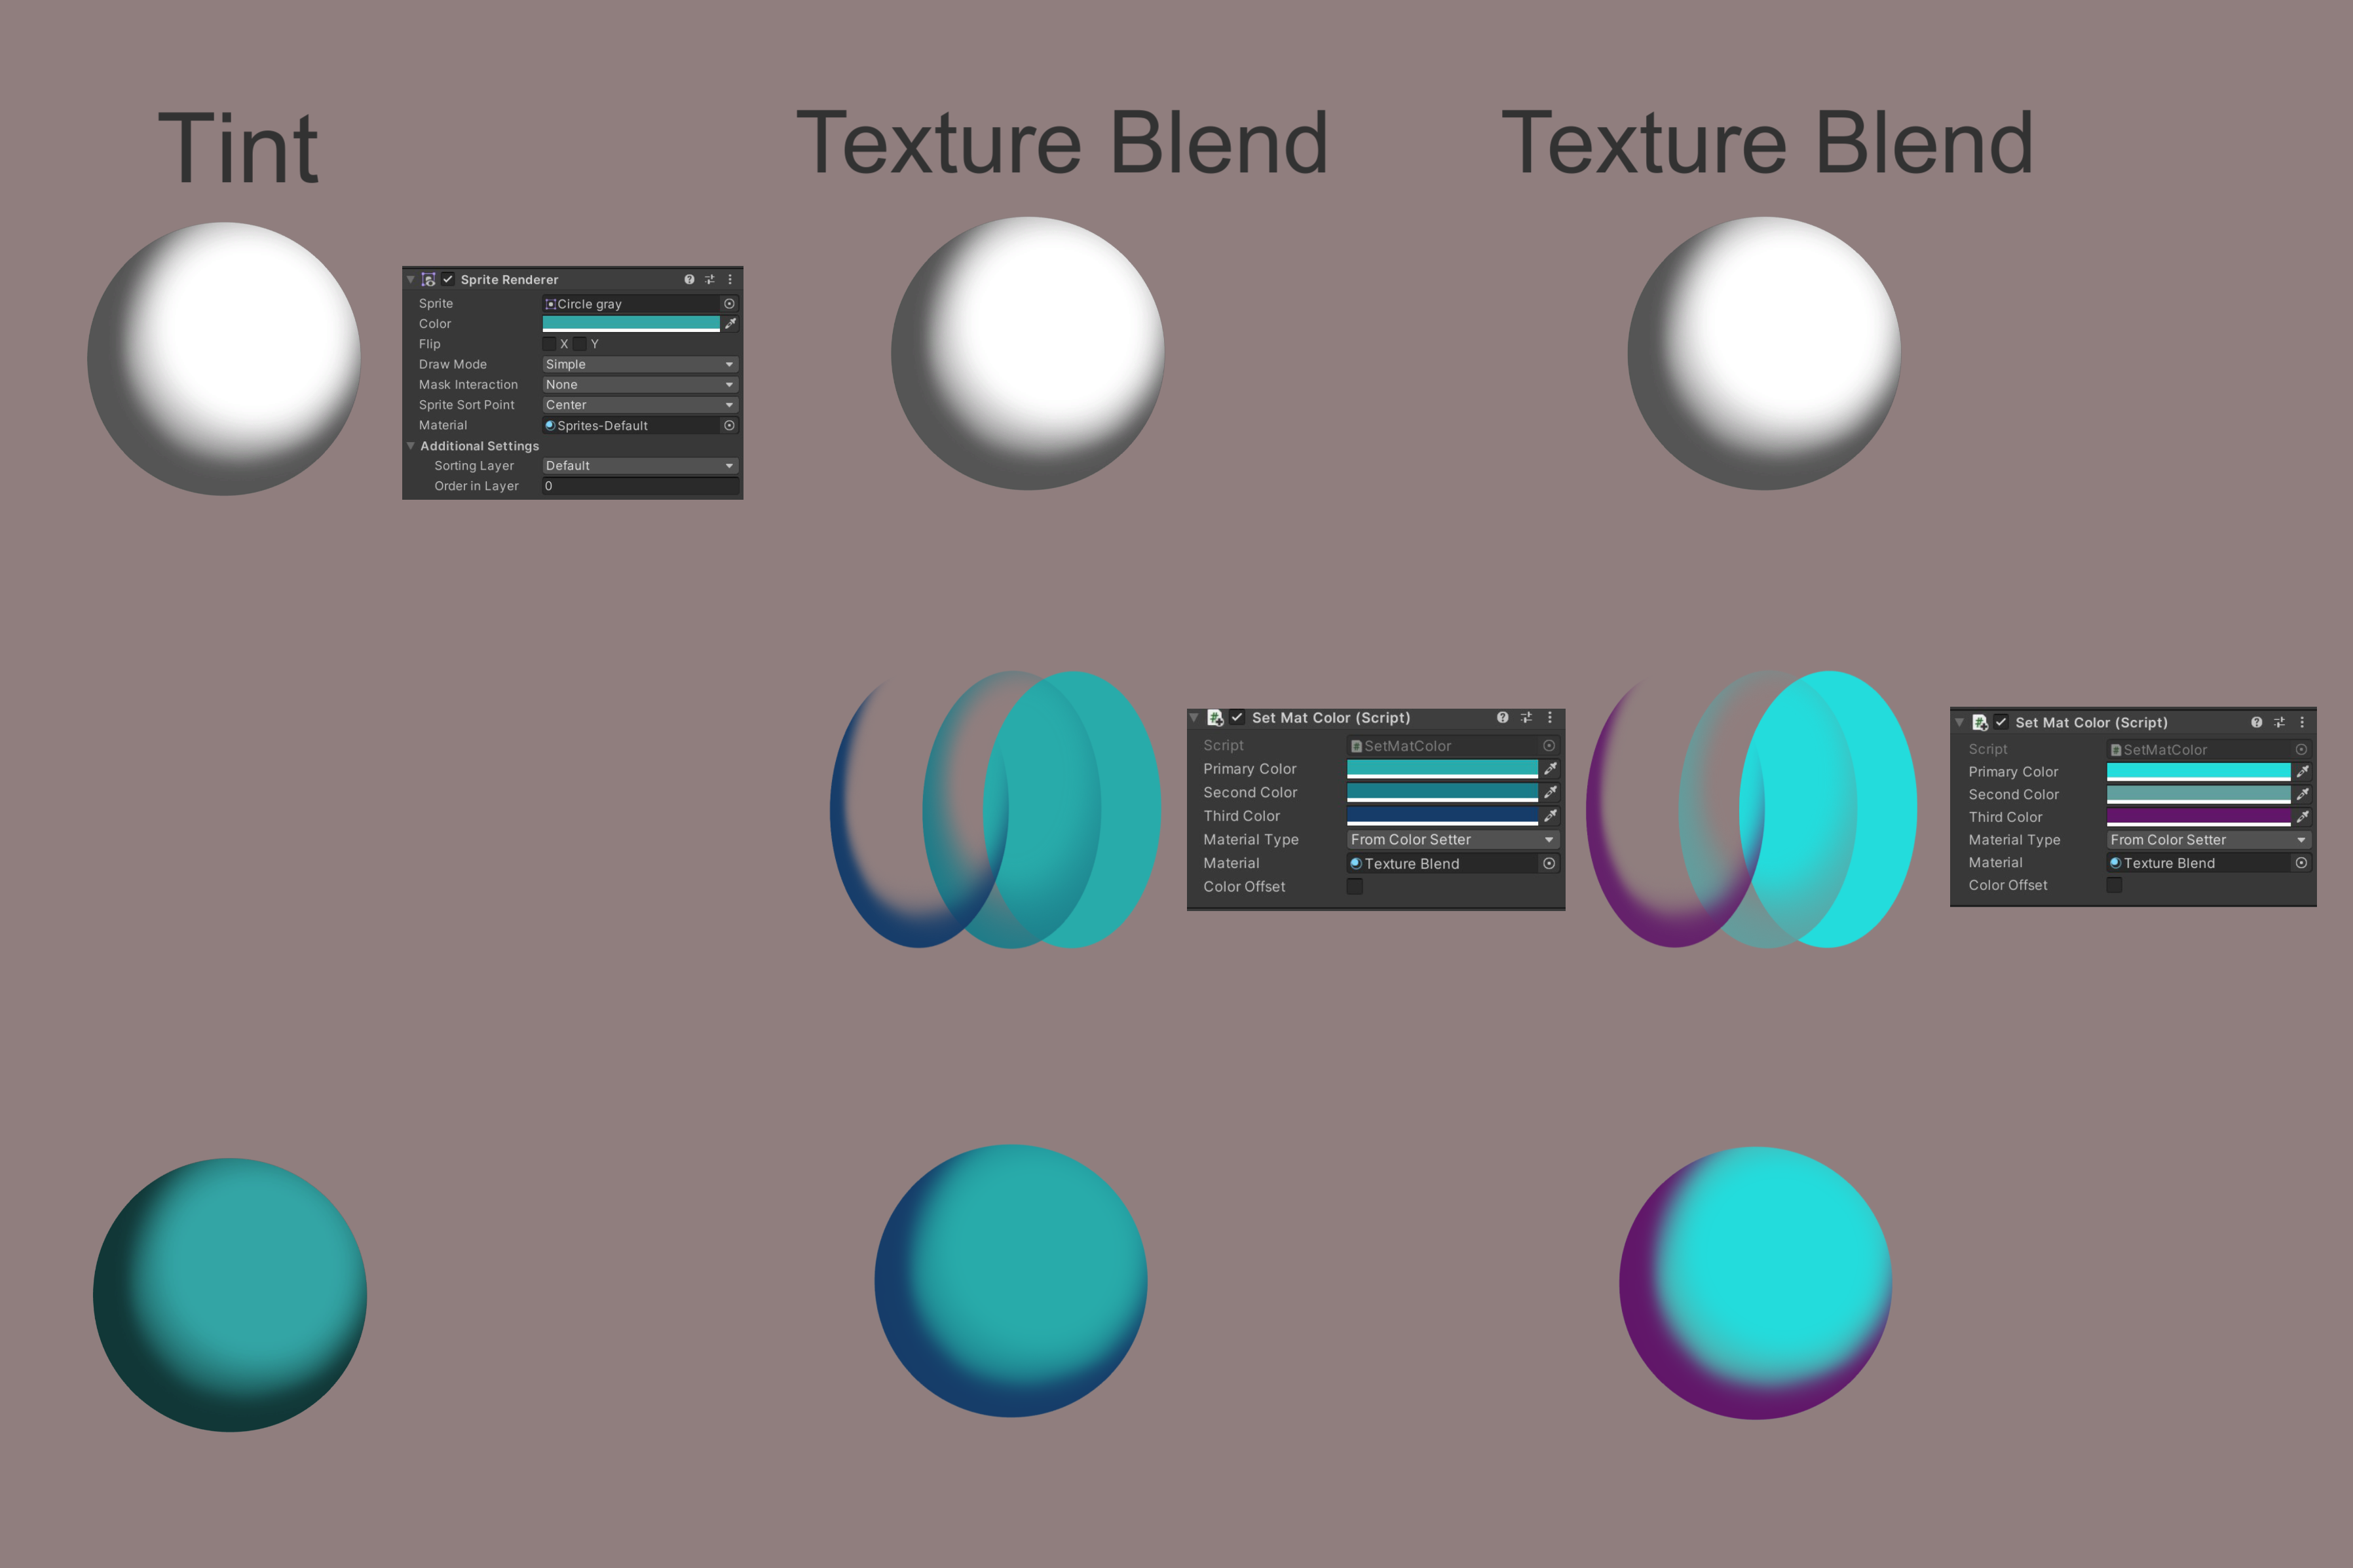 Tint
Texture Blend
Texture Blend
Sprite Renderer
Sprite Circle gray
Color
Flip X Y
Draw Mode Simple
Mask Interaction None
Sprite Sort Point Center
Material Sprites-Default
Additional Settings
Sorting Layer Default
Order in Layer 0
Set Mat Color (Script)
Script SetMatColor
Primary Color
Second Color
Third Color
Material Type From Color Setter
Material Texture Blend
Color Offset
Set Mat Color (Script)
Script SetMatColor
Primary Color
Second Color
Third Color
Material Type From Color Setter
Material Texture Blend
Color Offset